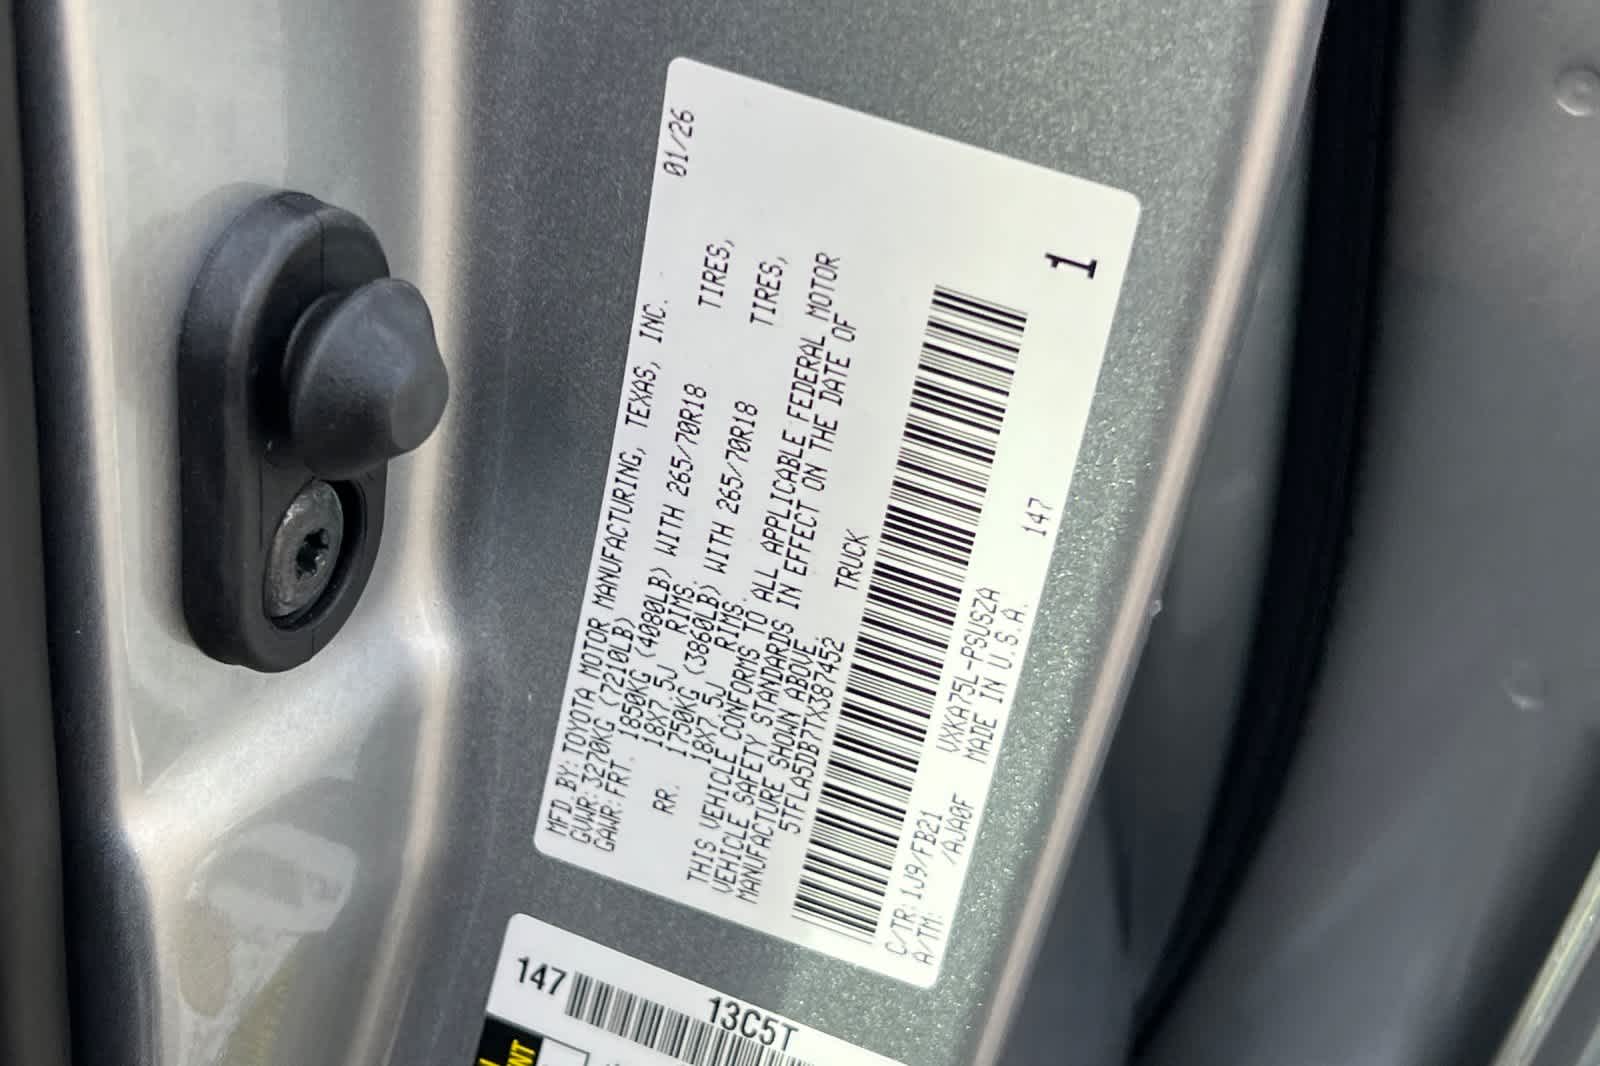 MFD BY: TOYOTA MOTOR MANUFACTURING, TEXAS, INC. 01/26
GVWR: 3270KG (7210LB)
GAWR: FRT. 1850KG (4080LB) WITH 265/70R18 TIRES,
18X7.5J RIMS.
RR. 1750KG (3860LB) WITH 265/70R18 TIRES,
18X7.5J RIMS.
THIS VEHICLE CONFORMS TO ALL APPLICABLE FEDERAL MOTOR
VEHICLE SAFETY STANDARDS IN EFFECT ON THE DATE OF
MANUFACTURE SHOWN ABOVE.
5TFLA5DB7TX387452 TRUCK
1
C/TR: 1J9/FB21 VXKA75L-PSUSZA 147
A/TM: /AJA0F MADE IN U.S.A.
147 13C5T